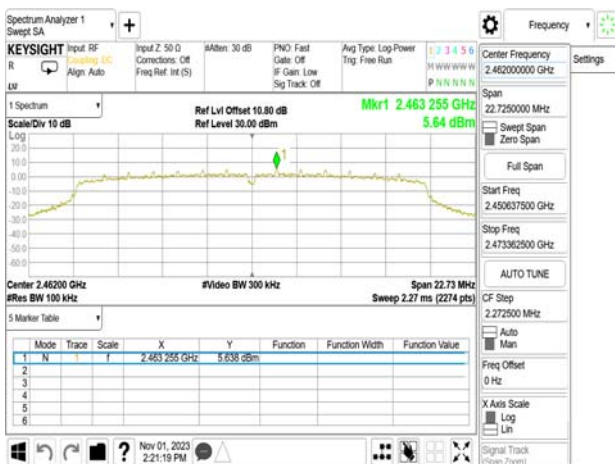 Spectrum Analyzer 1
Swept SA
Frequency
KEYSIGHT
R
Input: RF
Coupling: DC
Align: Auto
Input Z: 50 Ω
Corrections: Off
Freq Ref: Int (S)
#Atten: 30 dB
PNO: Fast
Gate: Off
IF Gain: Low
Sig Track: Off
Avg Type: Log-Power
Trig: Free Run
1 2 3 4 5 6
M W W W W W
P N N N N N
Settings
1 Spectrum
Scale/Div 10 dB
Ref Lvl Offset 10.80 dB
Ref Level 30.00 dBm
Mkr1 2.463 255 GHz
5.64 dBm
Log
20.0
10.0
0.00
-10.0
-20.0
-30.0
-40.0
-50.0
-60.0
1
Center 2.46200 GHz
#Res BW 100 kHz
#Video BW 300 kHz
Span 22.73 MHz
Sweep 2.27 ms (2274 pts)
5 Marker Table
Mode Trace Scale X Y Function Function Width Function Value
1 N 1 f 2.463 255 GHz 5.638 dBm
2
3
4
5
6
Nov 01, 2023
2:21:19 PM
Center Frequency
2.462000000 GHz
Span
22.7250000 MHz
Swept Span
Zero Span
Full Span
Start Freq
2.450637500 GHz
Stop Freq
2.473362500 GHz
AUTO TUNE
CF Step
2.272500 MHz
Auto
Man
Freq Offset
0 Hz
X Axis Scale
Log
Lin
Signal Track
(Span Zoom)